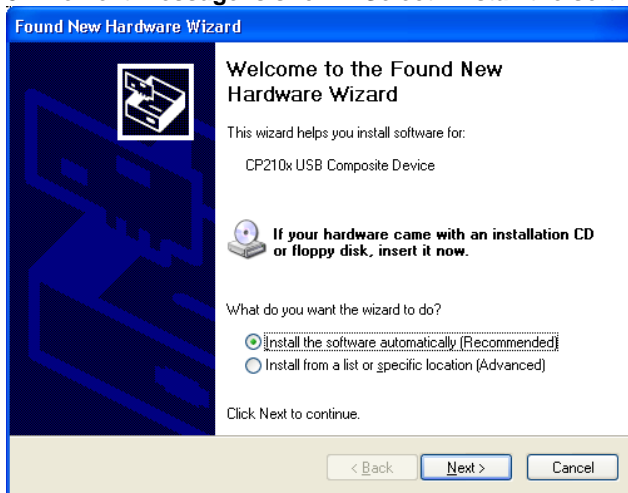 Found New Hardware Wizard
Welcome to the Found New
Hardware Wizard
This wizard helps you install software for:
CP210x USB Composite Device
If your hardware came with an installation CD
or floppy disk, insert it now.
What do you want the wizard to do?
Install the software automatically (Recommended)
Install from a list or specific location (Advanced)
Click Next to continue.
< Back
Next >
Cancel